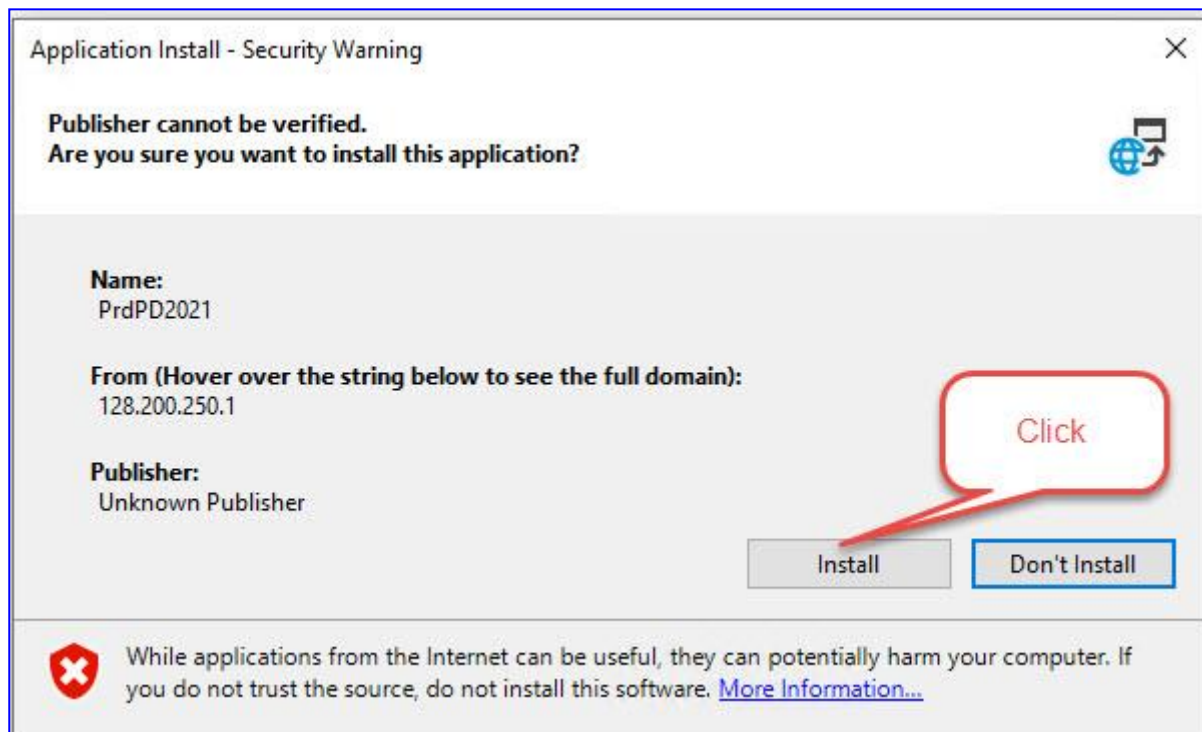 Application Install - Security Warning
Publisher cannot be verified.
Are you sure you want to install this application?
Name:
PrdPD2021
From (Hover over the string below to see the full domain):
128.200.250.1
Click
Publisher:
Unknown Publisher
Install
Don't Install
While applications from the Internet can be useful, they can potentially harm your computer. If
you do not trust the source, do not install this software. More Information...